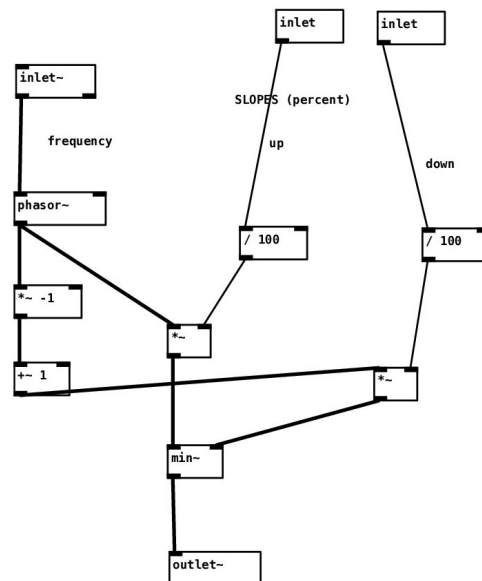 inlet
inlet
inlet~
SLOPES (percent)
frequency
up
down
phasor~
/ 100
/ 100
*~ -1
*~
+~ 1
*~
min~
outlet~